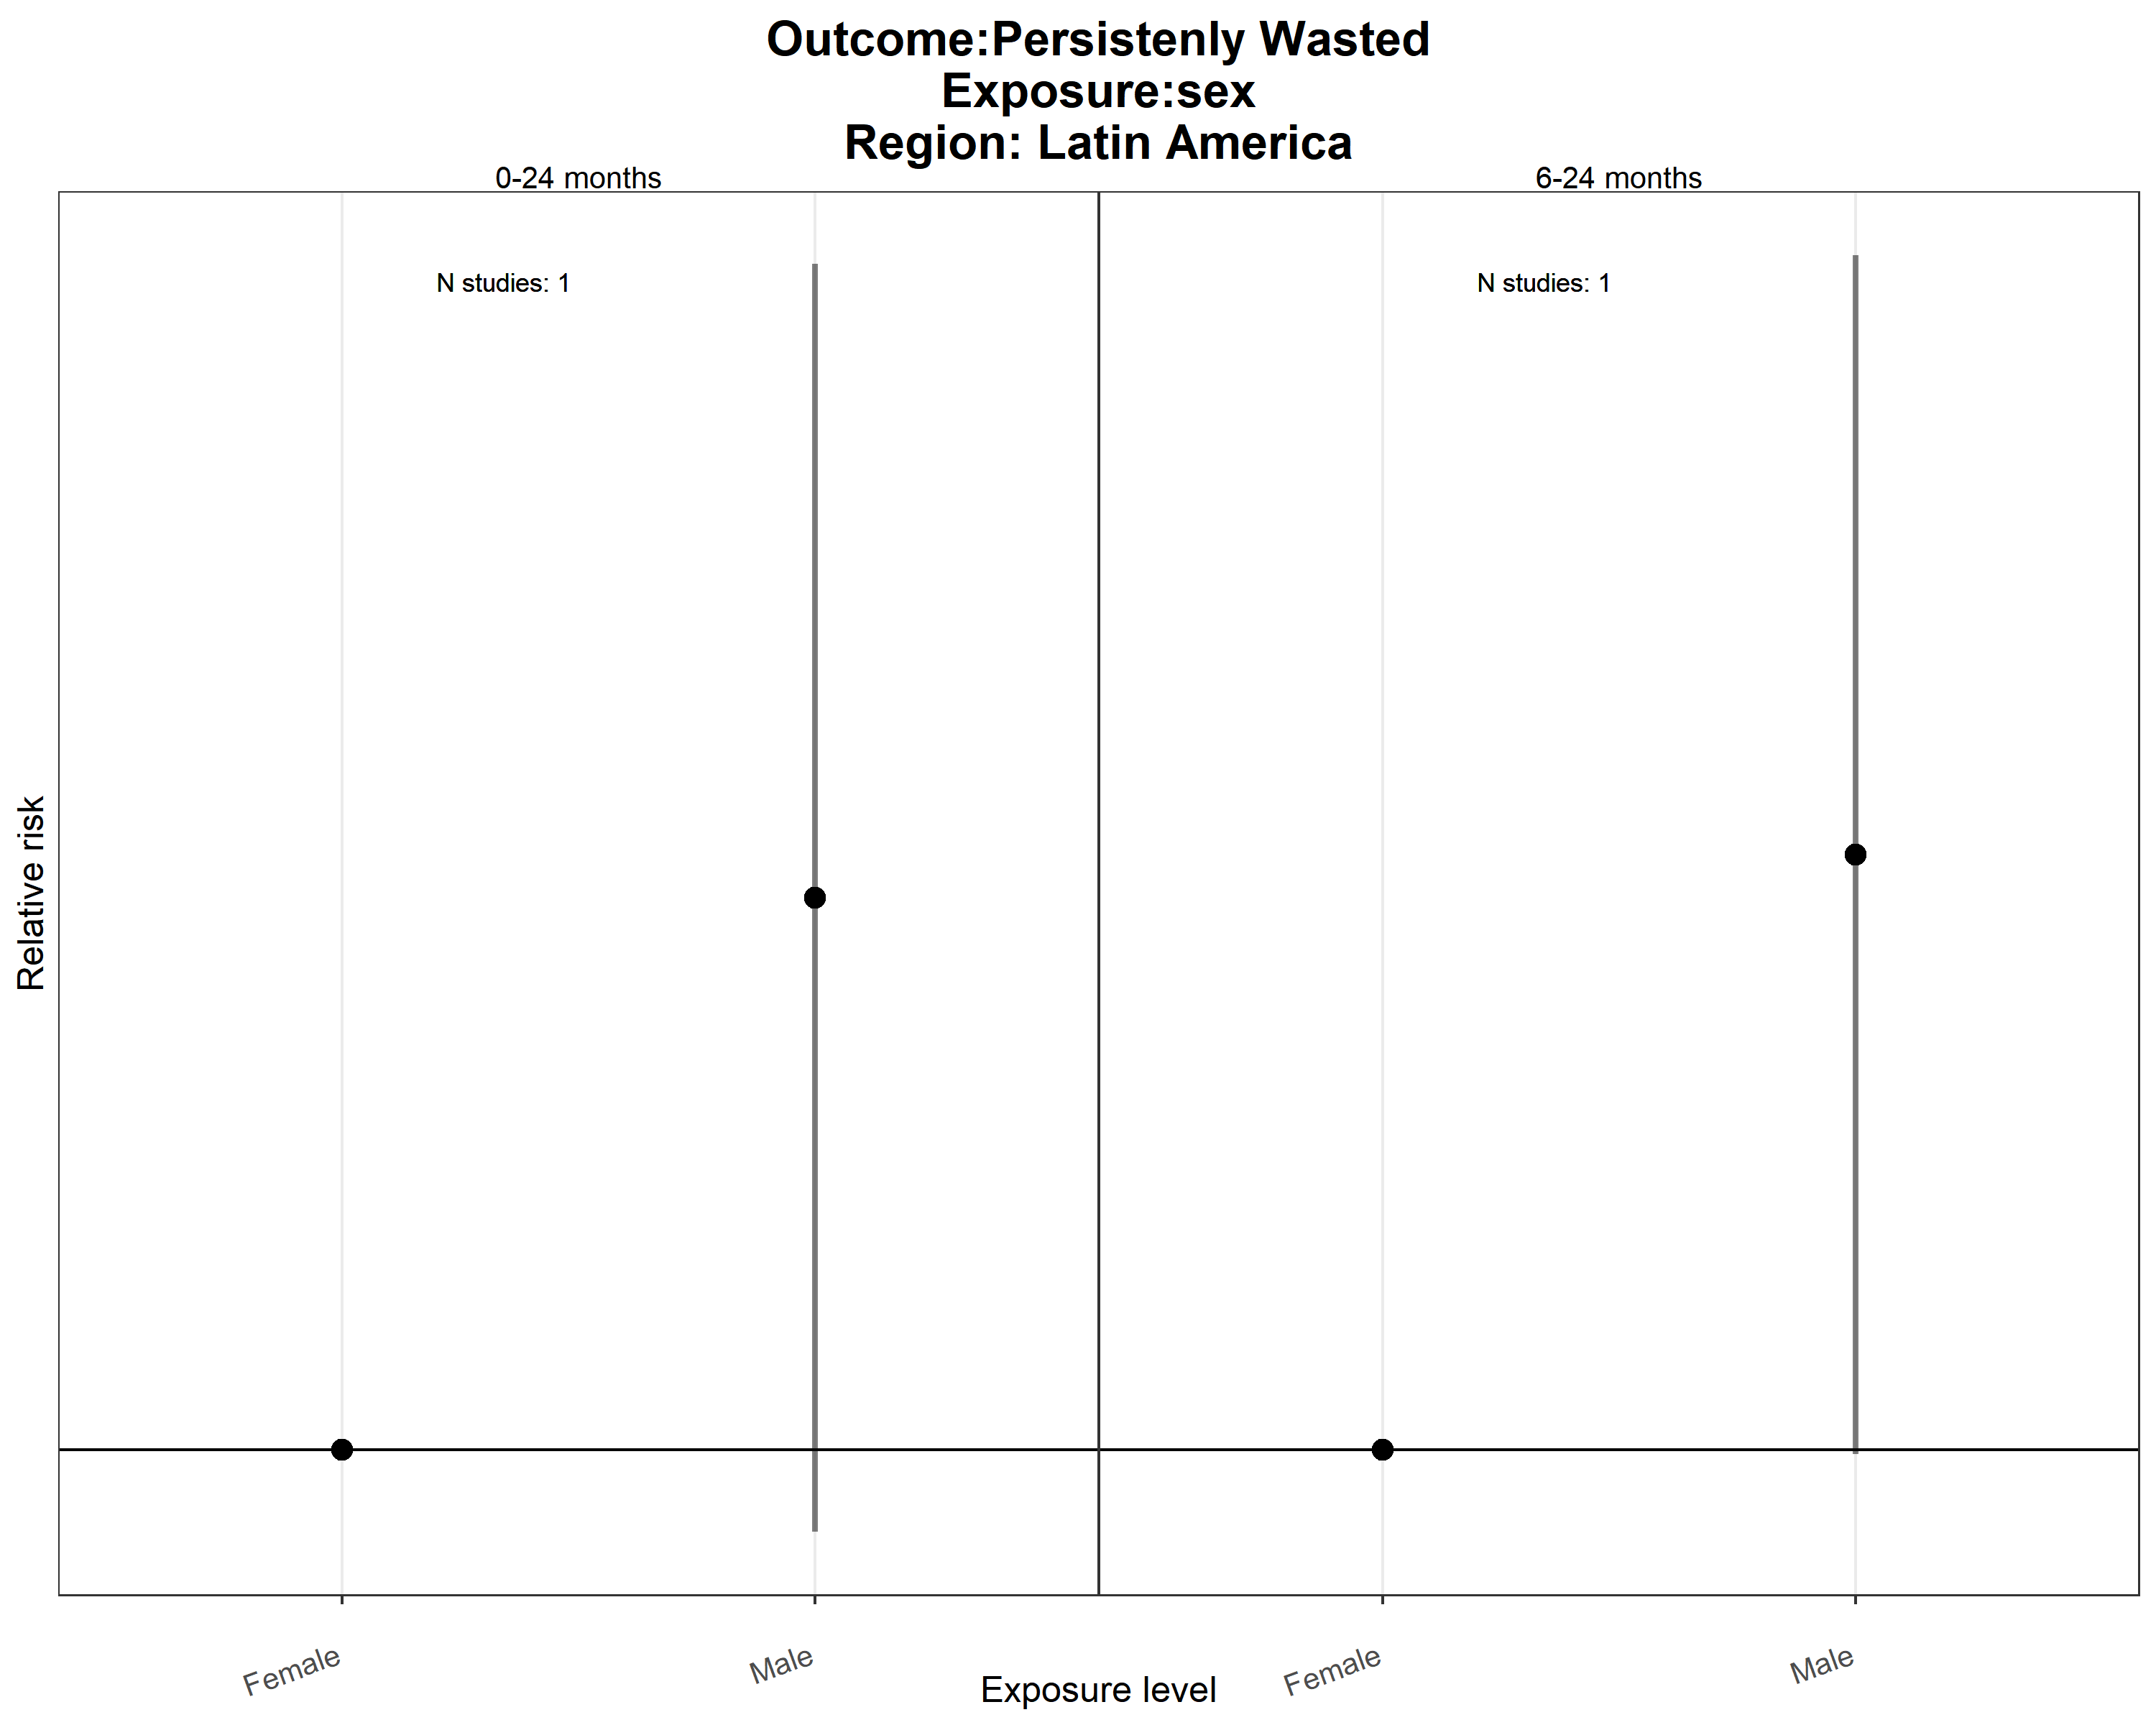 Outcome:Persistenly Wasted
Exposure:sex
Region: Latin America
0-24 months
6-24 months
N studies: 1
N studies: 1
Relative risk
Female
Male
Female
Male
Exposure level